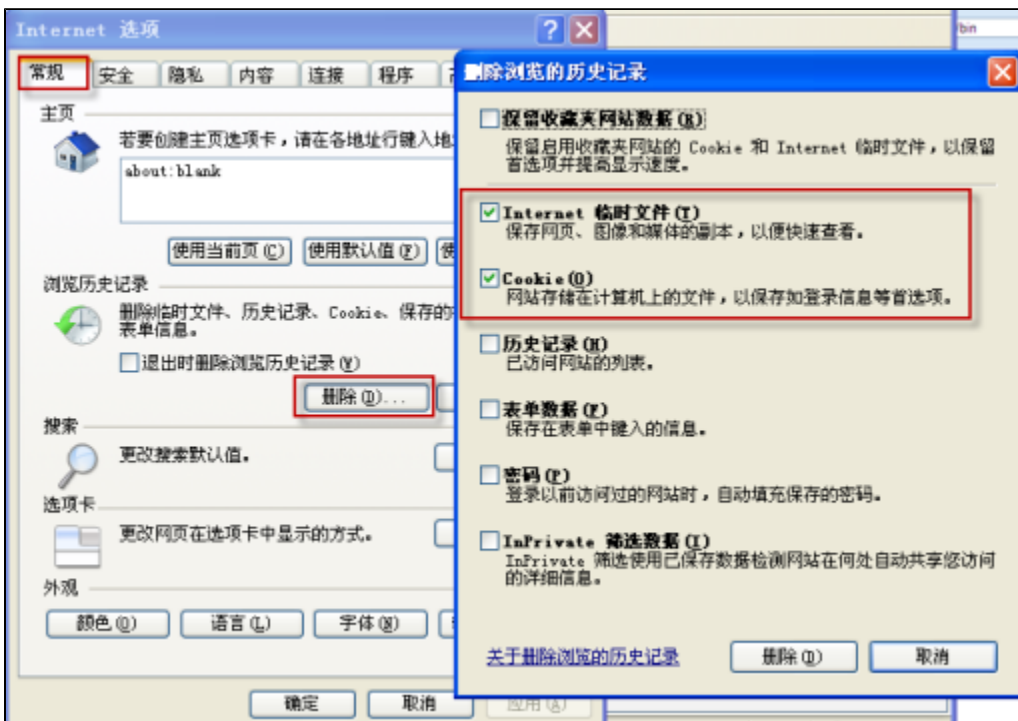 Internet 选项
常规
安全
隐私
内容
连接
程序
主页
若要创建主页选项卡，请在各地址行键入地
about:blank
使用当前页(C)
使用默认值(F)
浏览历史记录
删除临时文件、历史记录、Cookie、保存的
表单信息。
退出时删除浏览历史记录(W)
删除(D)...
搜索
更改搜索默认值。
选项卡
更改网页在选项卡中显示的方式。
外观
颜色(O)
语言(L)
字体(N)
确定
取消
应用(A)
bin
删除浏览的历史记录
保留收藏夹网站数据(R)
保留启用收藏夹网站的 Cookie 和 Internet 临时文件，以保留
首选项并提高显示速度。
Internet 临时文件(T)
保存网页、图像和媒体的副本，以便快速查看。
Cookie(O)
网站存储在计算机上的文件，以保存如登录信息等首选项。
历史记录(H)
已访问网站的列表。
表单数据(F)
保存在表单中键入的信息。
密码(P)
登录以前访问过的网站时，自动填充保存的密码。
InPrivate 筛选数据(I)
InPrivate 筛选使用已保存数据检测网站在何处自动共享您访问
的详细信息。
关于删除浏览的历史记录
删除(D)
取消